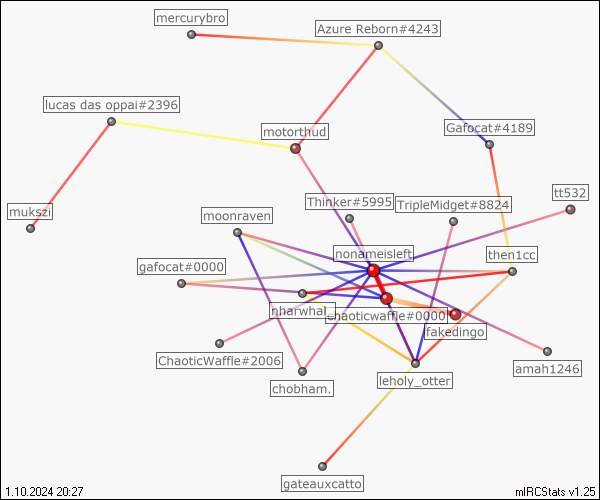 mercurybro
Azure Reborn#4243
lucas das oppai#2396
motorthud
Gafocat#4189
mukszi
moonraven
Thinker#5995
TripleMidget#8824
tt532
nonameisleft
then1cc
gafocat#0000
nharwhal
chaoticwaffle#0000
fakedingo
ChaoticWaffle#2006
chobham.
leholy_otter
amah1246
gateauxcatto
1.10.2024 20:27
mIRCStats v1.25